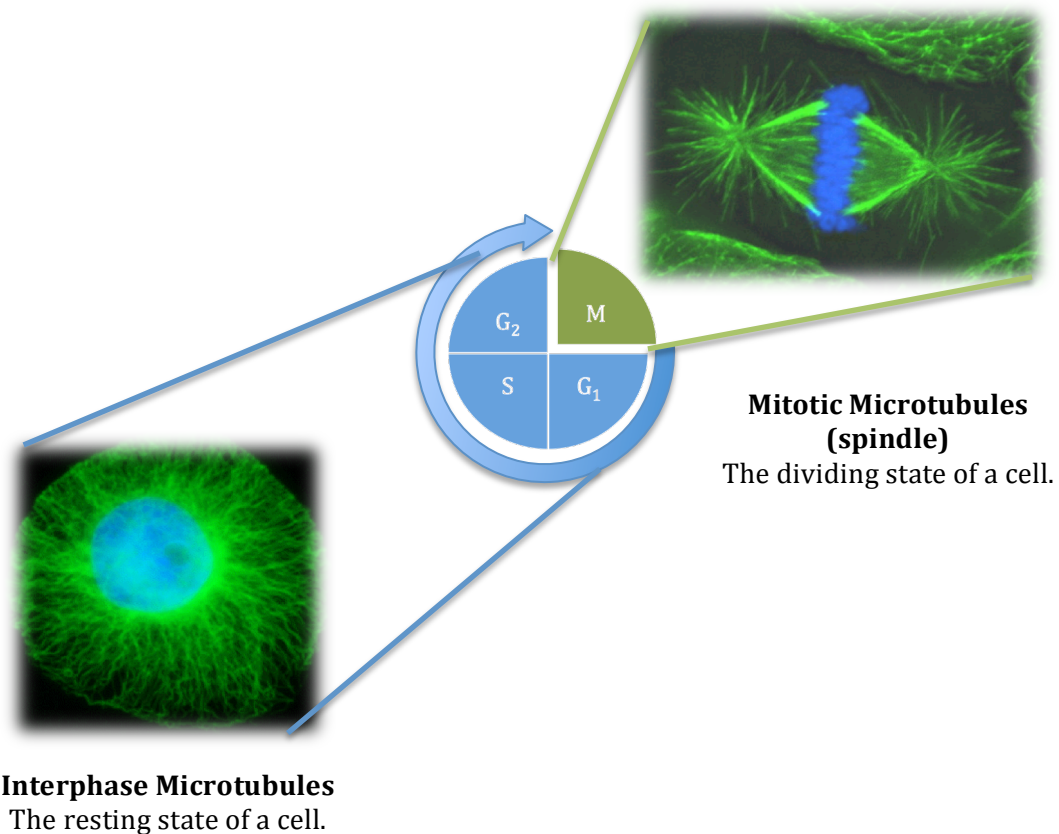 G₂
M
S
G₁
Mitotic Microtubules
(spindle)
The dividing state of a cell.
Interphase Microtubules
The resting state of a cell.